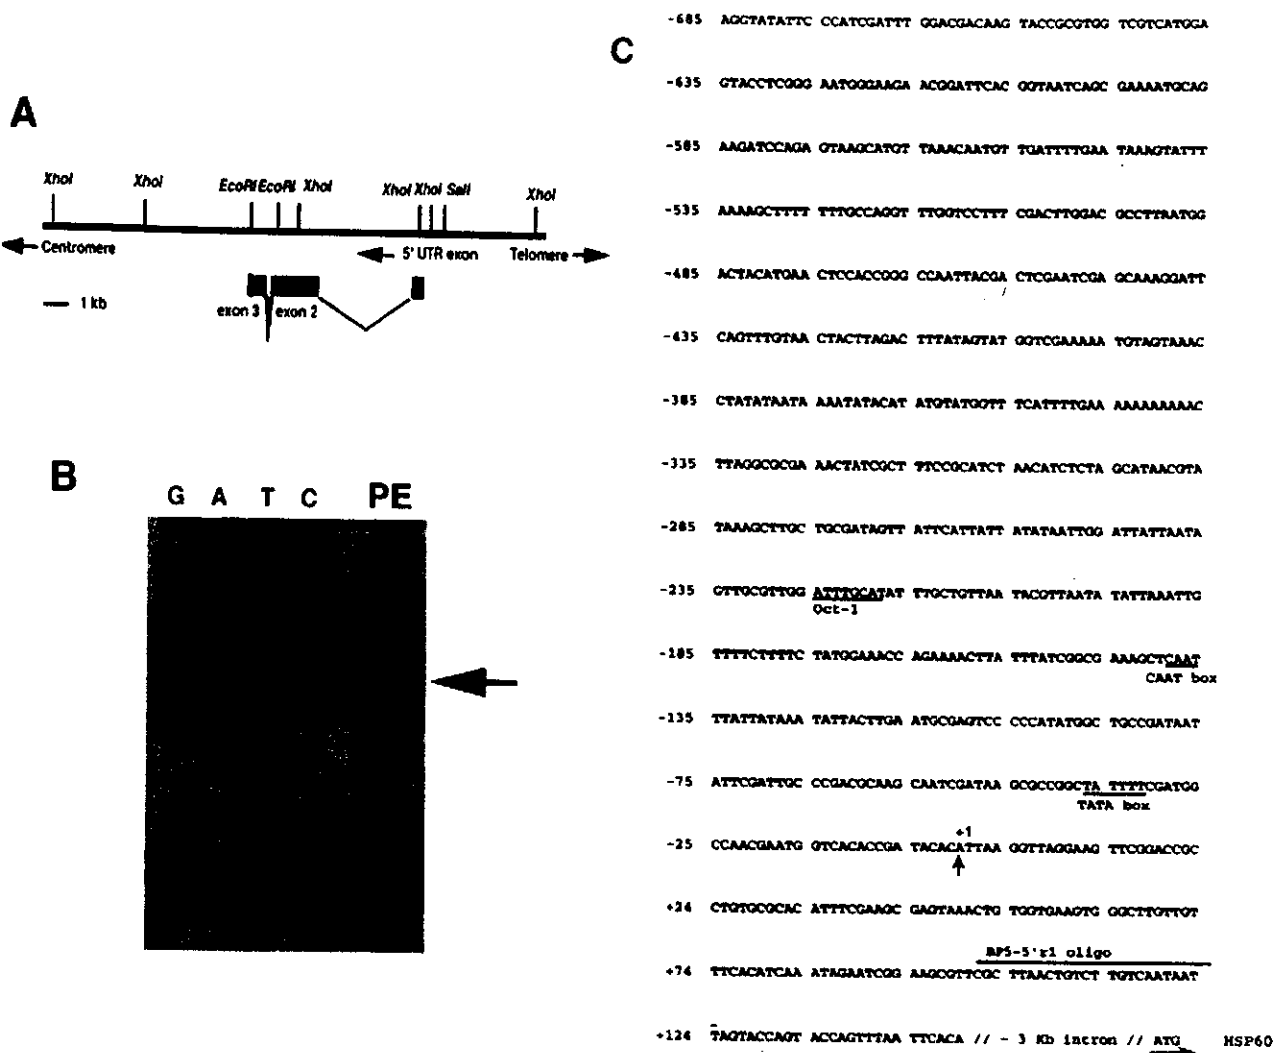 A
XhoI XhoI EcoRI EcoRI XhoI XhoI XhoI SalI XhoI
Centromere 5' UTR exon Telomere
1 kb
exon 3 exon 2
B
G A T C PE
C
-685 AGGTATATTC CCATCGATTT GGACGACAAG TACCGCGTGG TCGTCATGGA
-635 GTACCTCGGG AATGGGAAGA ACGGATTCAC GGTAATCAGC GAAAATGCAG
-585 AAGATCCAGA GTAAGCATGT TAAACAATGT TGATTTTGAA TAAAGTATTT
-535 AAAAGCTTTT TTTGCCAGGT TTGGTCCTTT CGACTTGGAC GCCTTAATGG
-485 ACTACATGAA CTCCACCGGG CCAATTACGA CTCGAATCGA GCAAAGGATT
-435 CAGTTTGTAA CTACTTAGAC TTTATAGTAT GGTCGAAAAA TGTAGTAAAC
-385 CTATATAATA AAATATACAT ATGTATGGTT TCATTTTGAA AAAAAAAAAC
-335 TTAGGCGCGA AACTATCGCT TTCCGCATCT AACATCTCTA GCATAACGTA
-285 TAAAGCTTGC TGCGATAGTT ATTCATTATT ATATAATTGG ATTATTAATA
-235 GTTGCGTTGG ATTTGCATAT TTGCTGTTAA TACGTTAATA TATTAAATTG
Oct-1
-185 TTTTCTTTTC TATGGAAACC AGAAAACTTA TTTATCGGCG AAAGCTCAAT
CAAT box
-135 TTATTATAAA TATTACTTGA ATGCGAGTCC CCCATATGGC TGCCGATAAT
-75 ATTCGATTGC CCGACGCAAG CAATCGATAA GCGCCGGCTA TTTTCGATGG
TATA box
+1
-25 CCAACGAATG GTCACACCGA TACACATTAA GGTTAGGAAG TTCGGACCGC
+24 CTGTGCGCAC ATTTCGAAGC GAGTAAACTG TGGTGAAGTG GGCTTGTTGT
BP5-5'r1 oligo
+74 TTCACATCAA ATAGAATCGG AAGCGTTCGC TTAACTGTCT TGTCAATAAT
+124 TAGTACCAGT ACCAGTTTAA TTCACA // ~ 3 Kb intron // ATG HSP60